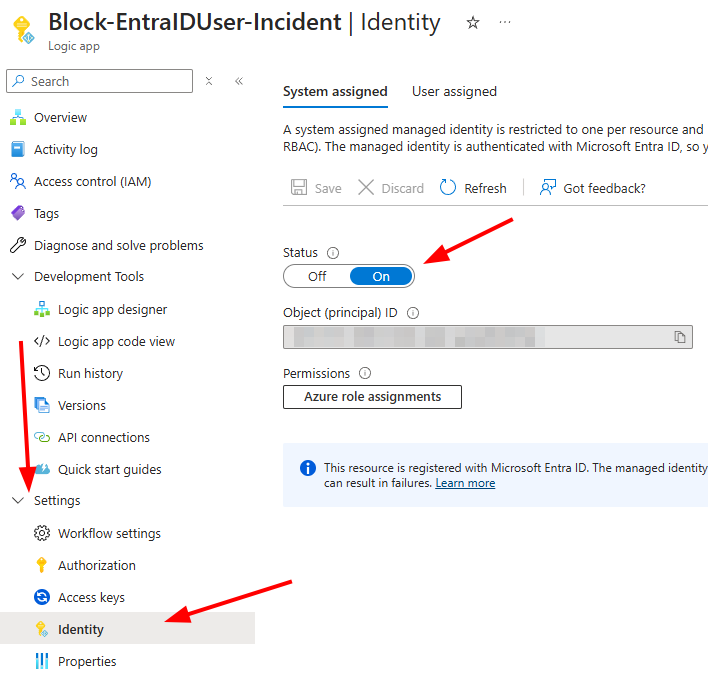 Block-EntraIDUser-Incident | Identity
Logic app
Search
Overview
Activity log
Access control (IAM)
Tags
Diagnose and solve problems
Development Tools
Logic app designer
Logic app code view
Run history
Versions
API connections
Quick start guides
Settings
Workflow settings
Authorization
Access keys
Identity
Properties
System assigned User assigned
A system assigned managed identity is restricted to one per resource and
RBAC). The managed identity is authenticated with Microsoft Entra ID, so y
Save Discard Refresh Got feedback?
Status
Off On
Object (principal) ID
Permissions
Azure role assignments
This resource is registered with Microsoft Entra ID. The managed identity
can result in failures. Learn more